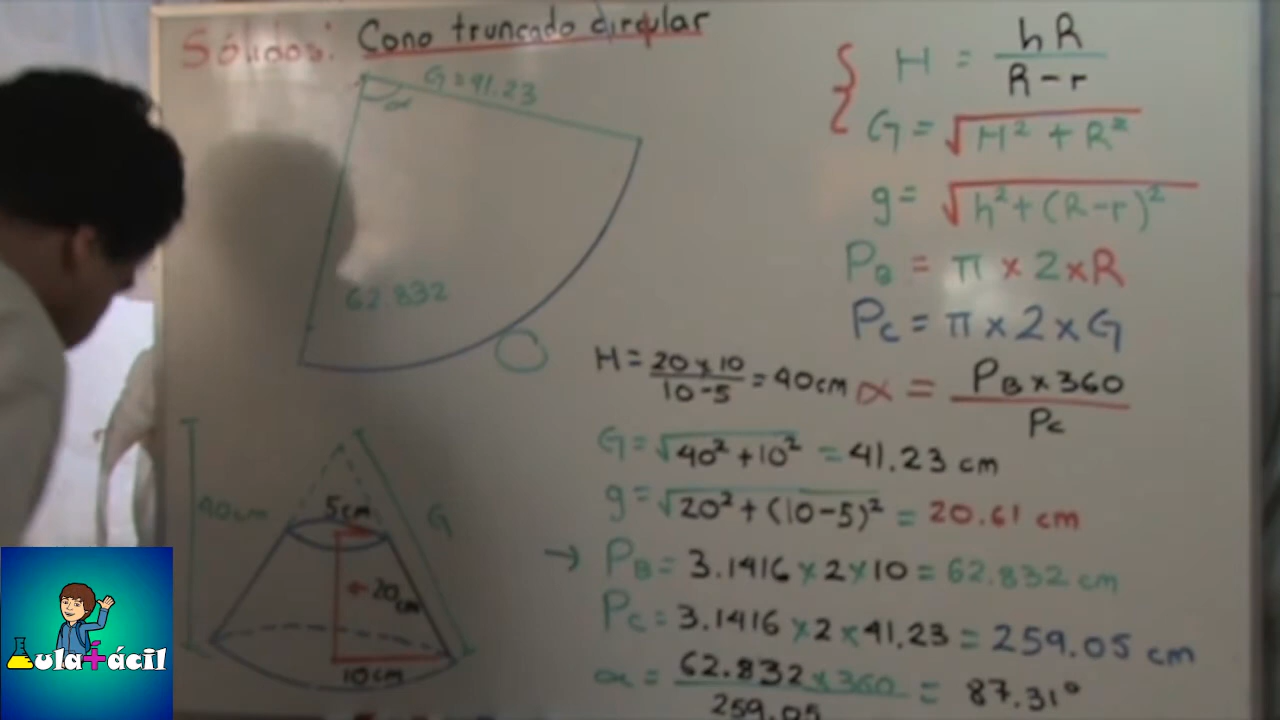 Sólidos: Cono truncado circular
G = 41.23
α
62.832
40cm
5cm
G
20 cm
10cm
H = hR / R-r
G = √H² + R²
g = √h² + (R-r)²
PB = π x 2 x R
Pc = π x 2 x G
H = 20 x 10 / 10-5 = 40cm
α = PB x 360 / Pc
G = √40² + 10² = 41.23 cm
g = √20² + (10-5)² = 20.61 cm
→ PB = 3.1416 x 2 x 10 = 62.832 cm
Pc = 3.1416 x 2 x 41.23 = 259.05 cm
α = 62.832 x 360 / 259.05 = 87.31°
Aula+ácil